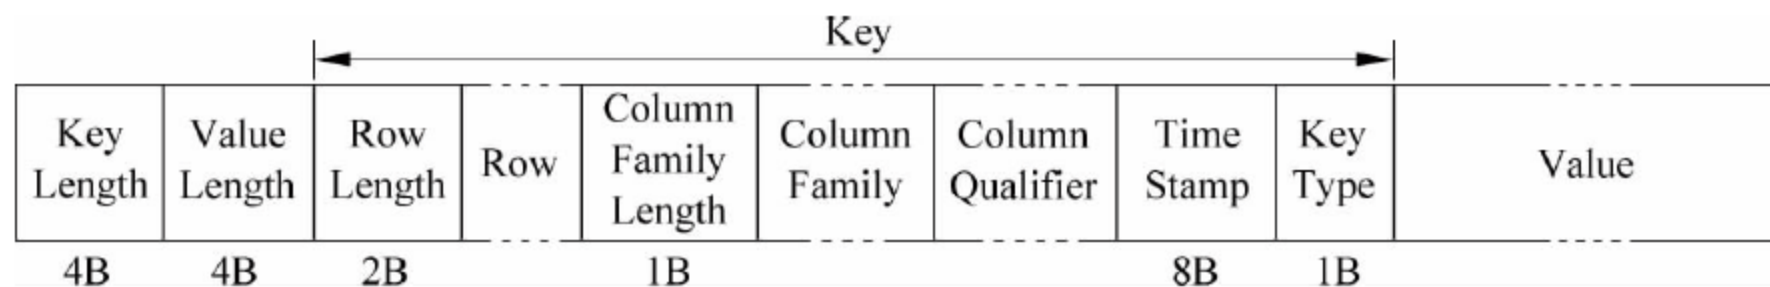 Key
Key Length
Value Length
Row Length
Row
Column Family Length
Column Family
Column Qualifier
Time Stamp
Key Type
Value
4B
4B
2B
1B
8B
1B